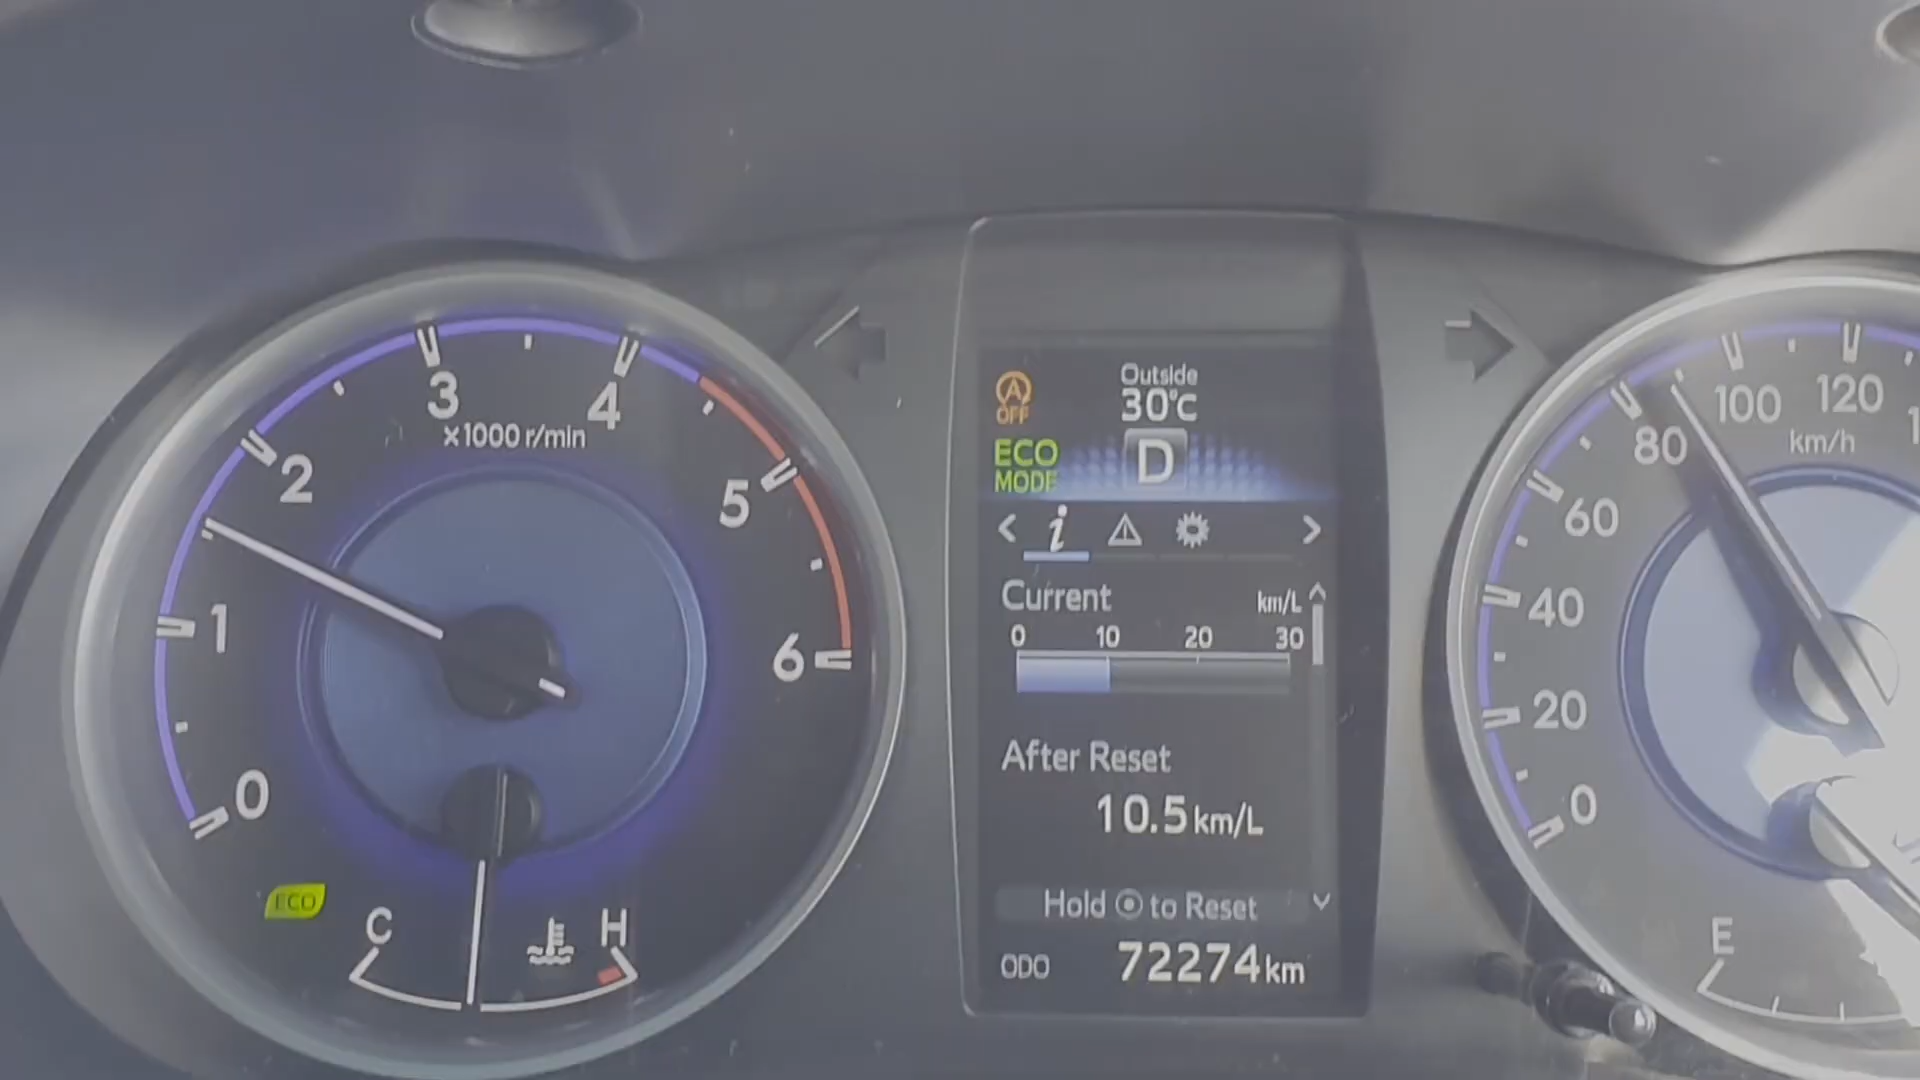 3
4
×1000 r/min
2
5
1
6
0
ECO
C
H
A
OFF
Outside
30°C
ECO
MODE
D
i
Current
km/L
0 10 20 30
After Reset
10.5 km/L
Hold to Reset
ODO 72274 km
100
120
80
km/h
60
40
20
0
E